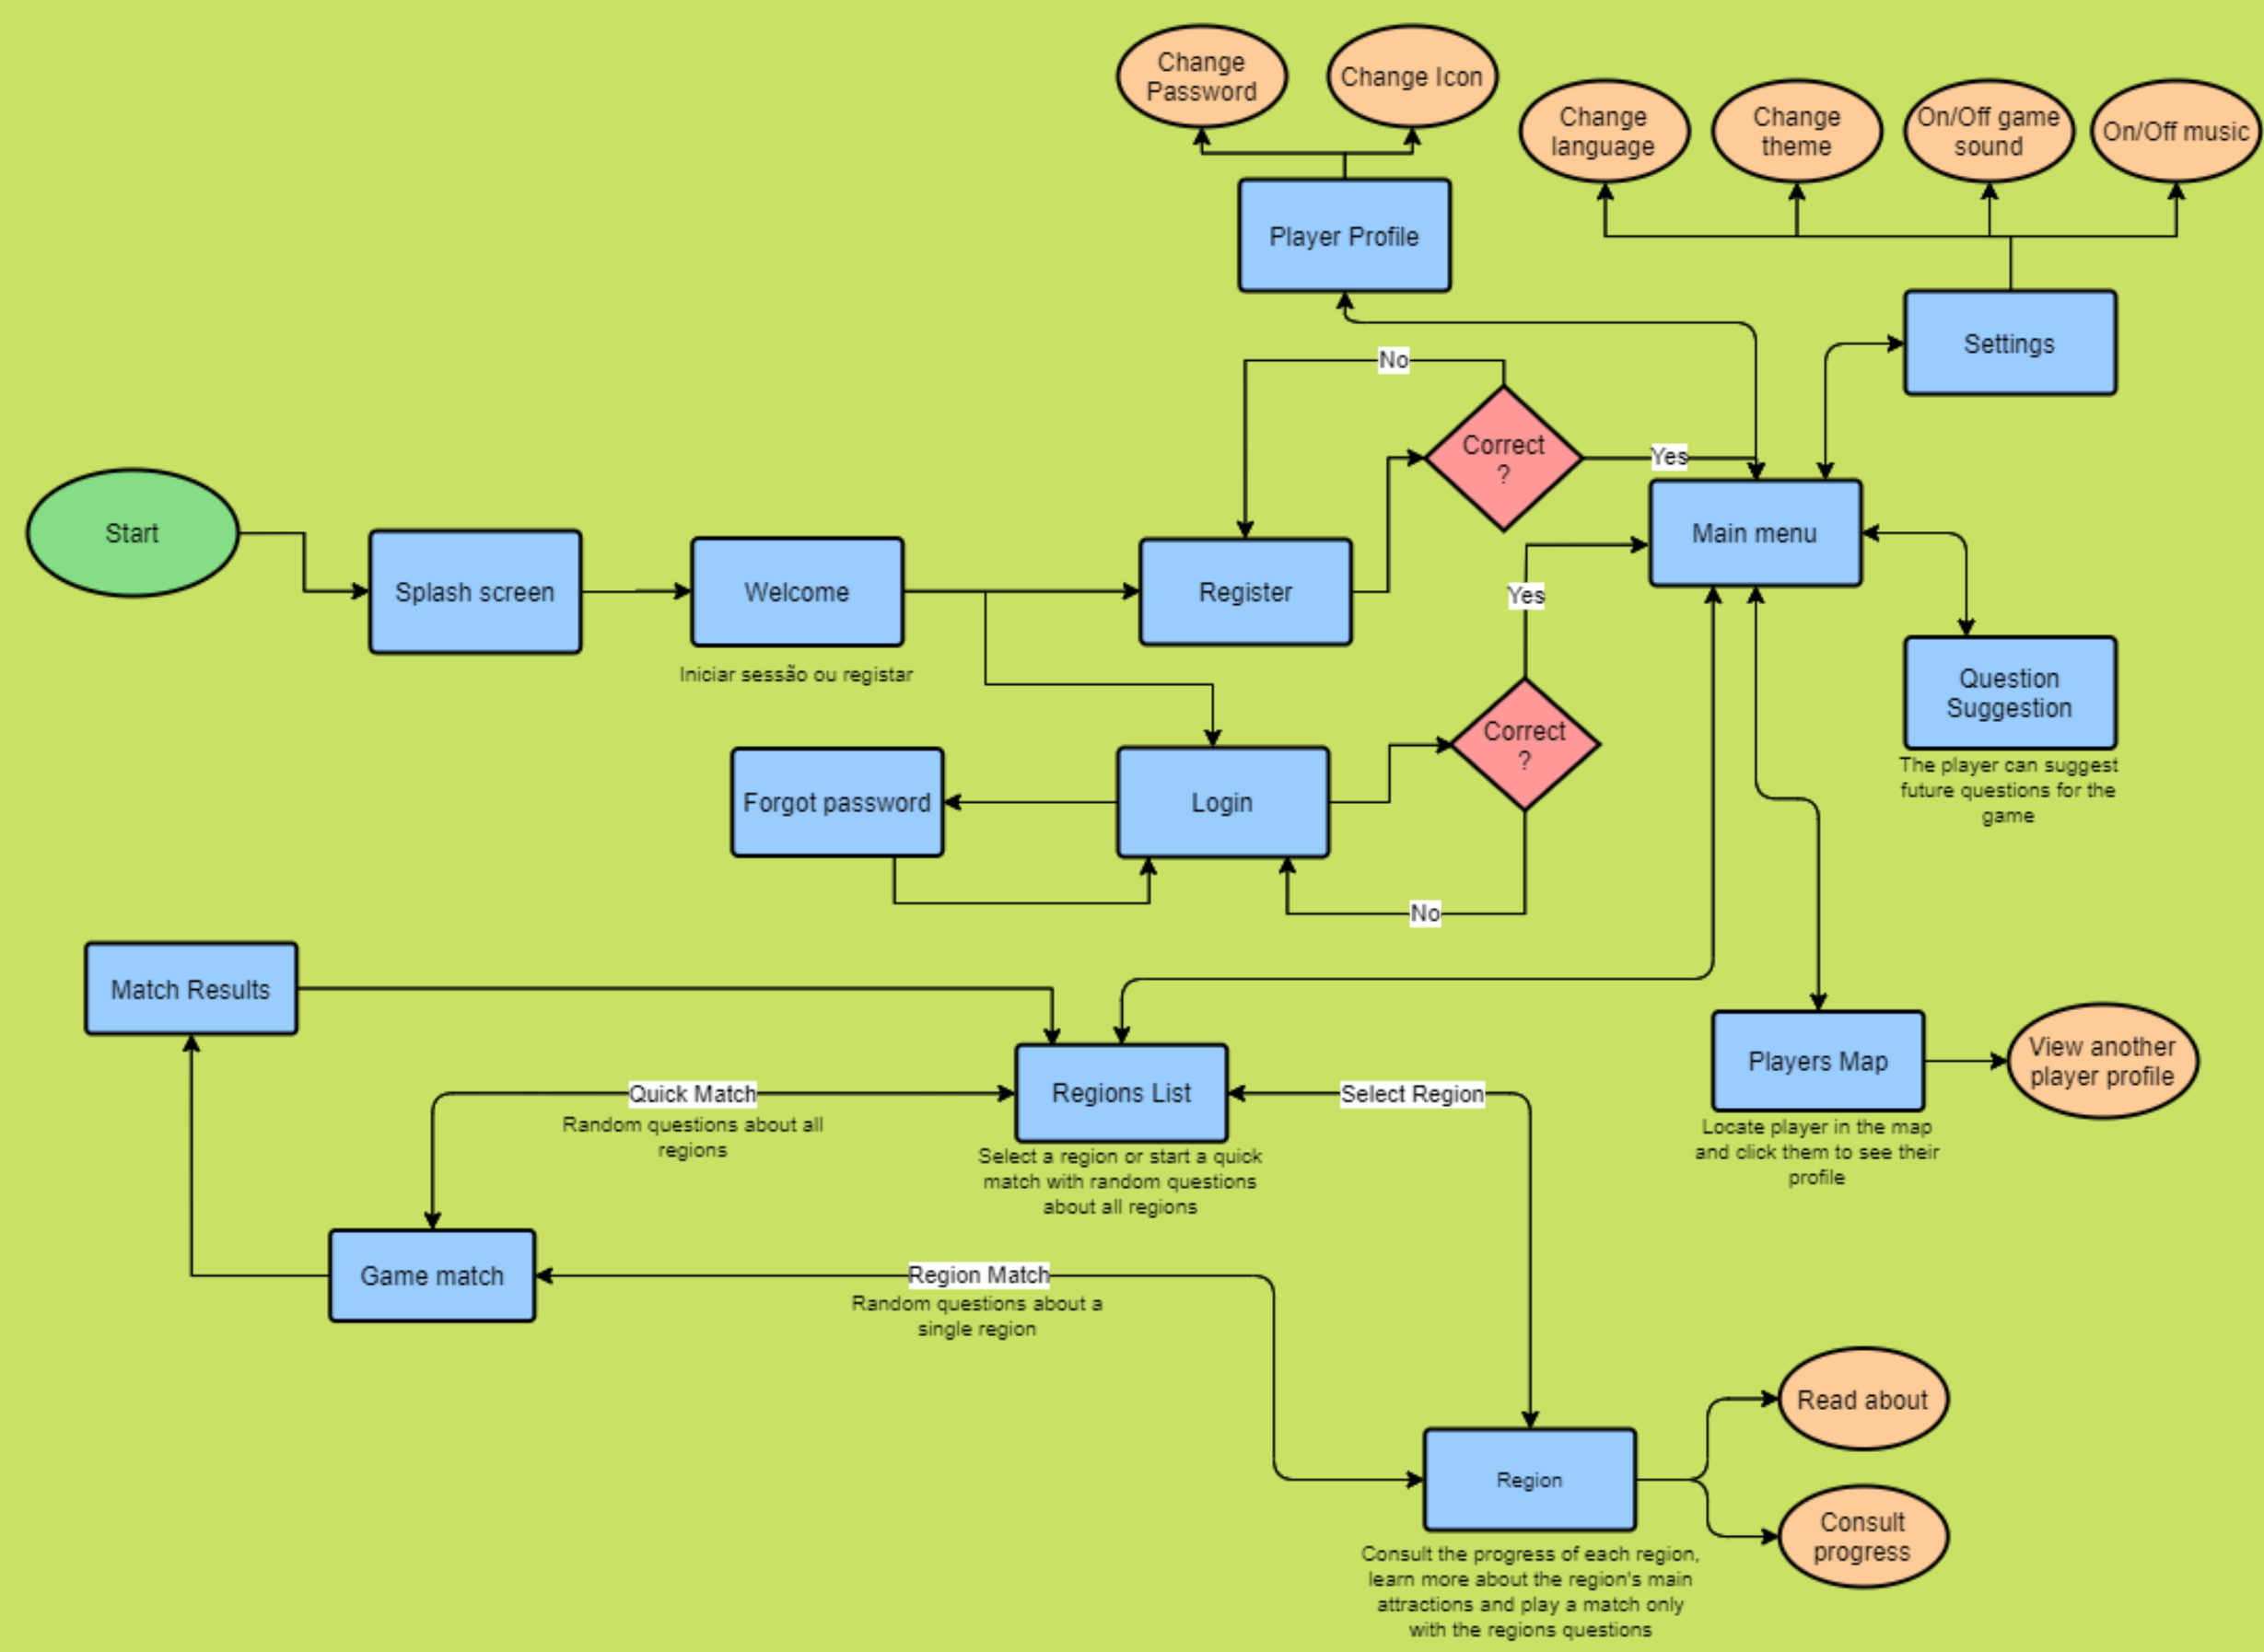 Change
Password
Change Icon
Change
language
Change
theme
On/Off game
sound
On/Off music
Player Profile
Settings
No
Correct
?
Yes
Start
Splash screen
Welcome
Iniciar sessão ou registar
Register
Main menu
Yes
Question
Suggestion
The player can suggest
future questions for the
game
Forgot password
Login
Correct
?
No
Match Results
Regions List
Select a region or start a quick
match with random questions
about all regions
Quick Match
Random questions about all
regions
Select Region
Players Map
Locate player in the map
and click them to see their
profile
View another
player profile
Game match
Region Match
Random questions about a
single region
Region
Consult the progress of each region,
learn more about the region's main
attractions and play a match only
with the regions questions
Read about
Consult
progress